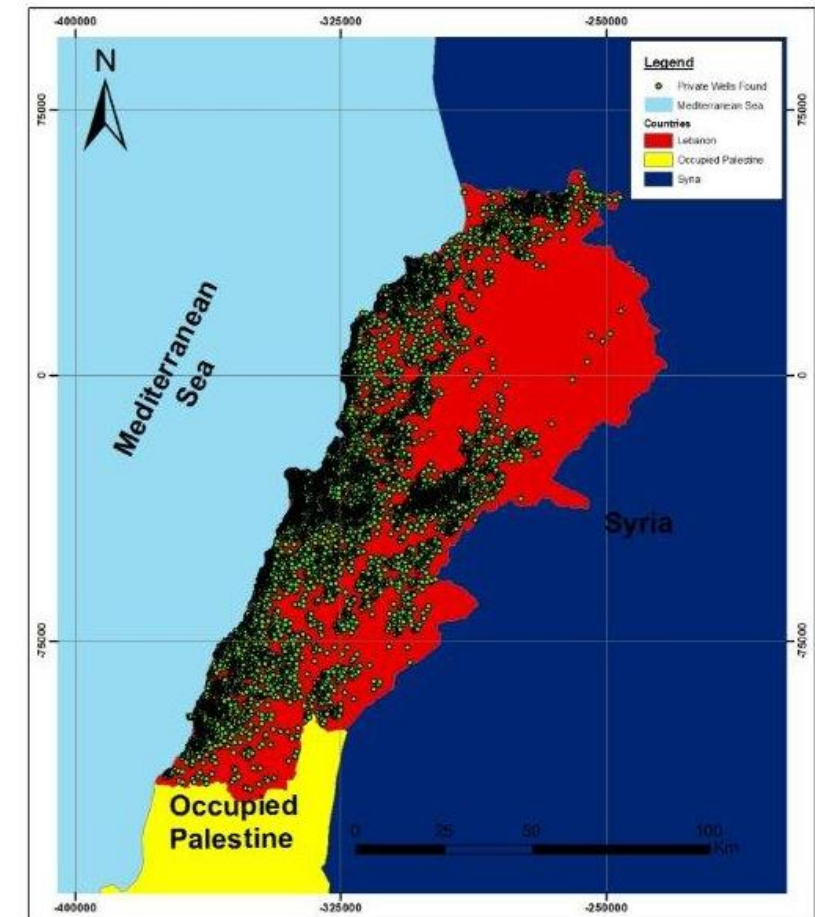 -400000
-325000
-250000
N
Legend
Private Wells Found
Mediterranean Sea
Countries
Lebanon
Occupied Palestine
Syria
75000
75000
Mediterranean
Sea
0
0
Syria
-75000
-75000
Occupied
Palestine
0
25
50
100
Km
-400000
-325000
-250000